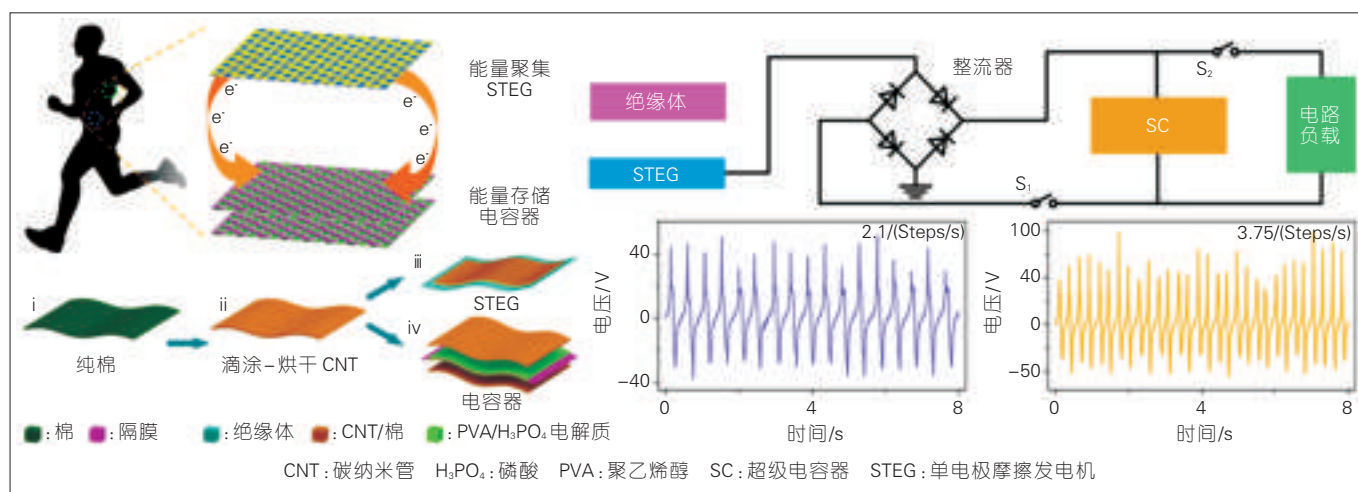 能量聚集
STEG
e-
e-
e-
e-
e-
e-
能量存储
电容器
绝缘体
STEG
整流器
S₁
S₂
SC
电路
负载
i
纯棉
ii
滴涂-烘干 CNT
iii
STEG
iv
电容器
2.1/(Steps/s)
电压/V
40
0
-40
0
4
8
时间/s
3.75/(Steps/s)
电压/V
100
40
0
-50
0
4
8
时间/s
:棉 :隔膜 :绝缘体 :CNT/棉 :PVA/H₃PO₄电解质
CNT:碳纳米管 H₃PO₄:磷酸 PVA:聚乙烯醇 SC:超级电容器 STEG:单电极摩擦发电机